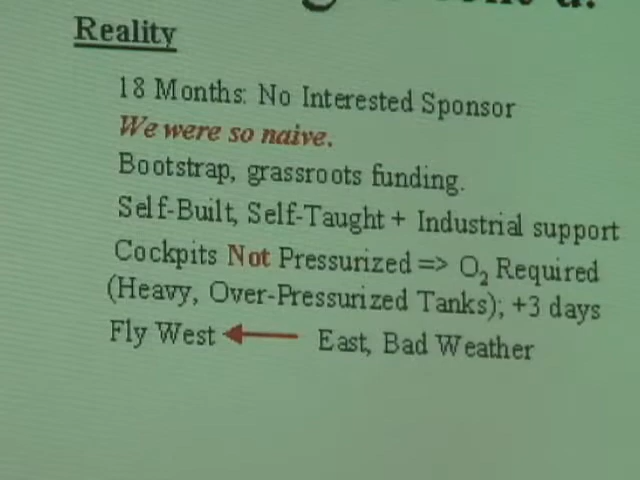 Reality
18 Months: No Interested Sponsor
We were so naive.
Bootstrap, grassroots funding.
Self-Built, Self-Taught + Industrial support
Cockpits Not Pressurized => O₂ Required
(Heavy, Over-Pressurized Tanks); +3 days
Fly West ← East, Bad Weather